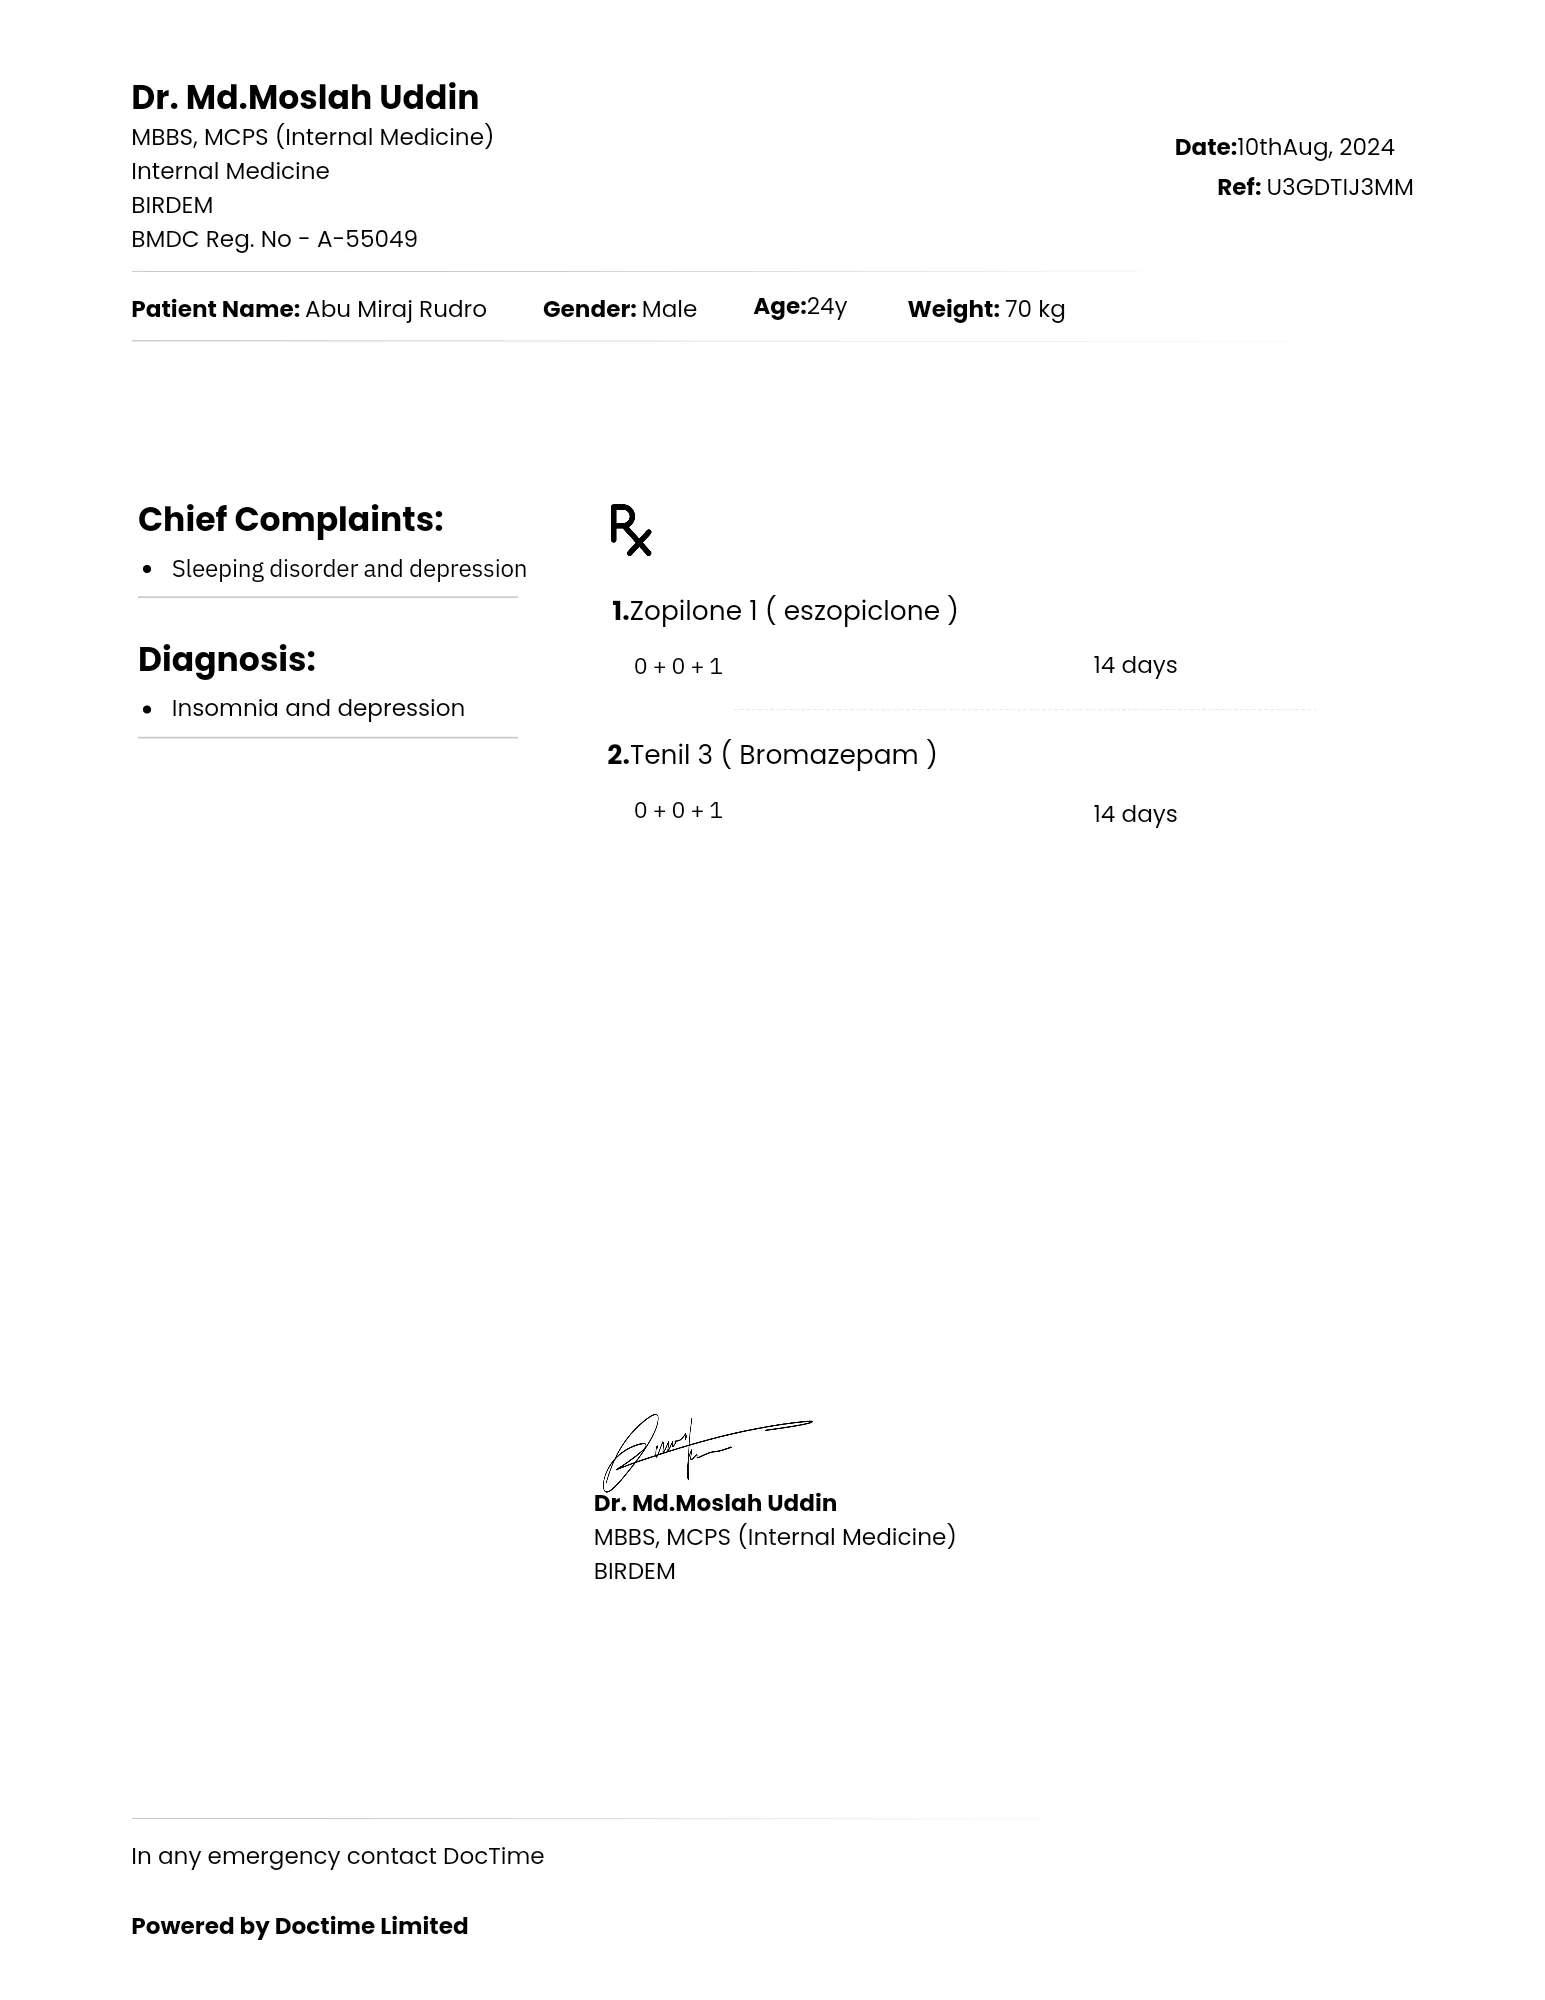 Dr. Md.Moslah Uddin
MBBS, MCPS (Internal Medicine)
Internal Medicine
BIRDEM
BMDC Reg. No - A-55049
Date:10thAug, 2024
Ref: U3GDTIJ3MM
Patient Name: Abu Miraj Rudro Gender: Male Age:24y Weight: 70 kg
Chief Complaints:
• Sleeping disorder and depression
Diagnosis:
• Insomnia and depression
Rx
1.Zopilone 1 ( eszopiclone )
0 + 0 + 1 14 days
2.Tenil 3 ( Bromazepam )
0 + 0 + 1 14 days
Dr. Md.Moslah Uddin
MBBS, MCPS (Internal Medicine)
BIRDEM
In any emergency contact DocTime
Powered by Doctime Limited